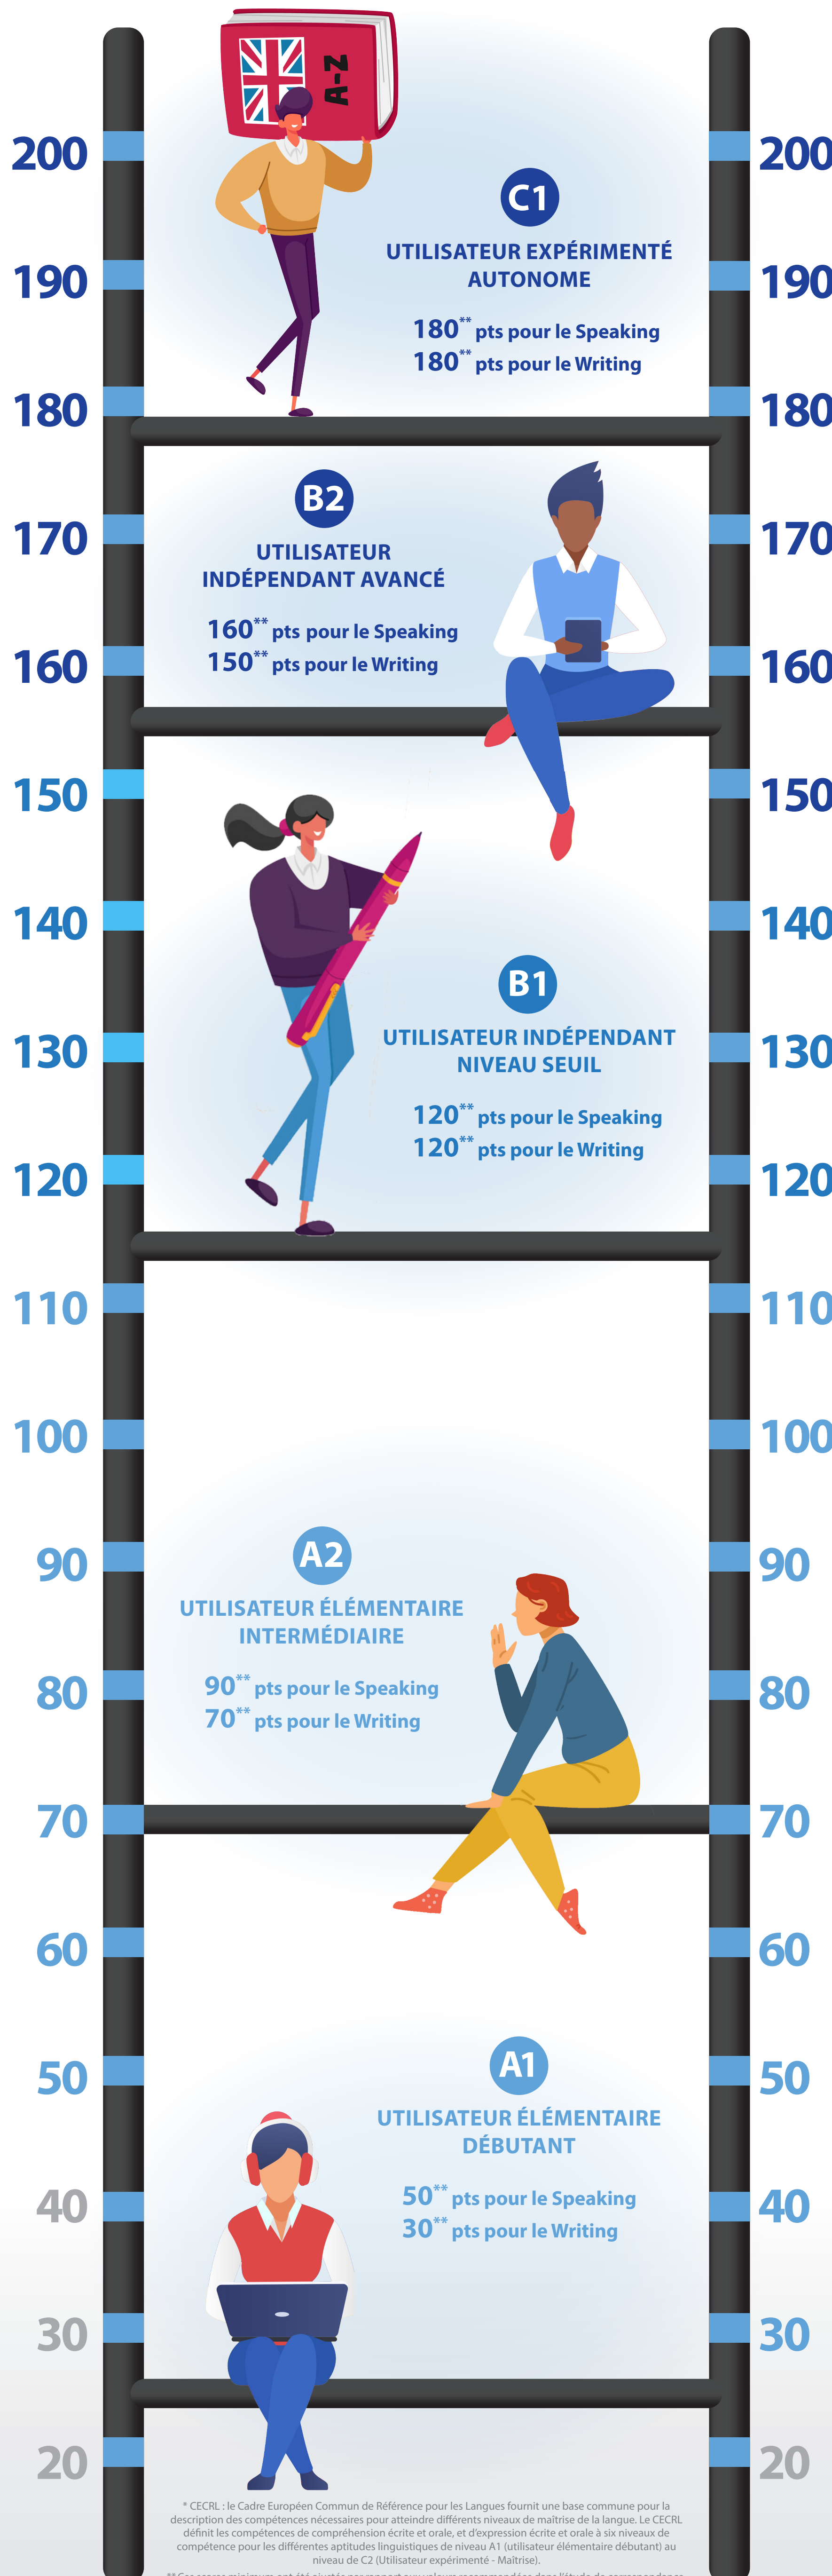 A-Z
200
200
C1
UTILISATEUR EXPÉRIMENTÉ
AUTONOME
190
190
180** pts pour le Speaking
180** pts pour le Writing
180
180
B2
170
170
UTILISATEUR
INDÉPENDANT AVANCÉ
160** pts pour le Speaking
150** pts pour le Writing
160
160
150
150
140
140
B1
UTILISATEUR INDÉPENDANT
NIVEAU SEUIL
130
130
120** pts pour le Speaking
120** pts pour le Writing
120
120
110
110
100
100
A2
90
90
UTILISATEUR ÉLÉMENTAIRE
INTERMÉDIAIRE
90** pts pour le Speaking
70** pts pour le Writing
80
80
70
70
60
60
A1
50
50
UTILISATEUR ÉLÉMENTAIRE
DÉBUTANT
50** pts pour le Speaking
30** pts pour le Writing
40
40
30
30
20
20
* CECRL : le Cadre Européen Commun de Référence pour les Langues fournit une base commune pour la
description des compétences nécessaires pour atteindre différents niveaux de maîtrise de la langue. Le CECRL
définit les compétences de compréhension écrite et orale, et d'expression écrite et orale à six niveaux de
compétence pour les différentes aptitudes linguistiques de niveau A1 (utilisateur élémentaire débutant) au
niveau de C2 (Utilisateur expérimenté - Maîtrise).